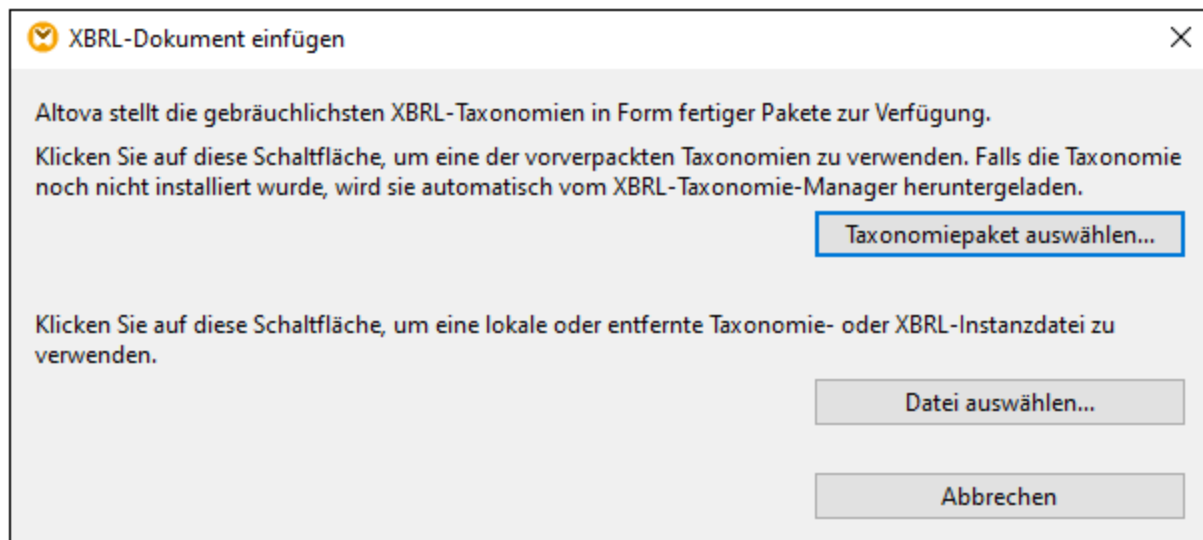 XBRL-Dokument einfügen
Altova stellt die gebräuchlichsten XBRL-Taxonomien in Form fertiger Pakete zur Verfügung.
Klicken Sie auf diese Schaltfläche, um eine der vorverpackten Taxonomien zu verwenden. Falls die Taxonomie
noch nicht installiert wurde, wird sie automatisch vom XBRL-Taxonomie-Manager heruntergeladen.
Taxonomiepaket auswählen...
Klicken Sie auf diese Schaltfläche, um eine lokale oder entfernte Taxonomie- oder XBRL-Instanzdatei zu
verwenden.
Datei auswählen...
Abbrechen